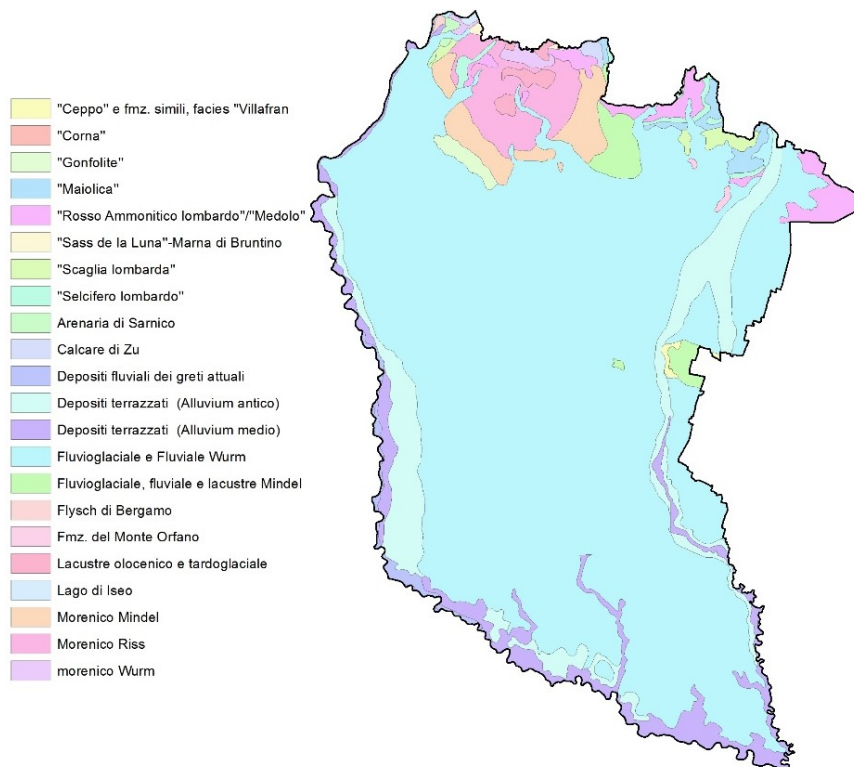 "Ceppo" e fmz. simili, facies "Villafran
"Corna"
"Gonfolite"
"Maiolica"
"Rosso Ammonitico lombardo"/"Medolo"
"Sass de la Luna"-Marna di Bruntino
"Scaglia lombarda"
"Selcifero lombardo"
Arenaria di Sarnico
Calcare di Zu
Depositi fluviali dei greti attuali
Depositi terrazzati (Alluvium antico)
Depositi terrazzati (Alluvium medio)
Fluvioglaciale e Fluviale Wurm
Fluvioglaciale, fluviale e lacustre Mindel
Flysch di Bergamo
Fmz. del Monte Orfano
Lacustre olocenico e tardoglaciale
Lago di Iseo
Morenico Mindel
Morenico Riss
morenico Wurm